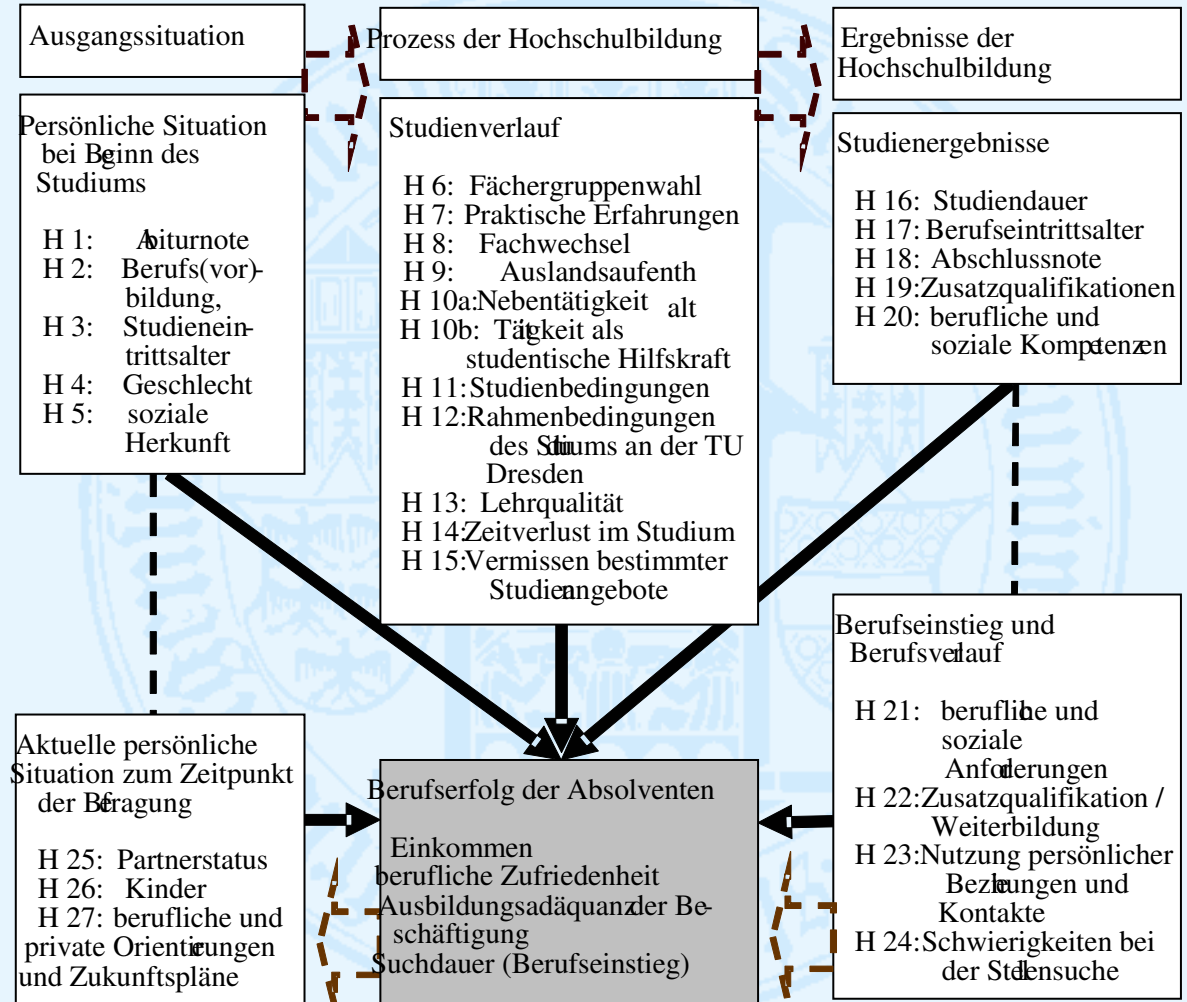 Ausgangssituation
Persönliche Situation
bei Beginn des
Studiums
H 1: Abiturnote
H 2: Berufs(vor)-
bildung,
H 3: Studienein-
trittsalter
H 4: Geschlecht
H 5: soziale
Herkunft
Prozess der Hochschulbildung
Studienverlauf
H 6: Fächergruppenwahl
H 7: Praktische Erfahrungen
H 8: Fachwechsel
H 9: Auslandsaufenth
alt
H 10a:Nebentätigkeit
H 10b: Tätigkeit als
studentische Hilfskraft
H 11:Studienbedingungen
H 12:Rahmenbedingungen
des Studiums an der TU
Dresden
H 13: Lehrqualität
H 14:Zeitverlust im Studium
H 15:Vermissen bestimmter
Studienangebote
Ergebnisse der
Hochschulbildung
Studienergebnisse
H 16: Studiendauer
H 17: Berufseintrittsalter
H 18: Abschlussnote
H 19:Zusatzqualifikationen
H 20: berufliche und
soziale Kompetenzen
Aktuelle persönliche
Situation zum Zeitpunkt
der Befragung
H 25: Partnerstatus
H 26: Kinder
H 27: berufliche und
private Orientierungen
und Zukunftspläne
Berufserfolg der Absolventen
Einkommen
berufliche Zufriedenheit
Ausbildungsadäquanz der Be-
schäftigung
Suchdauer (Berufseinstieg)
Berufseinstieg und
Berufsverlauf
H 21: berufliche und
soziale
Anforderungen
H 22:Zusatzqualifikation /
Weiterbildung
H 23:Nutzung persönlicher
Beziehungen und
Kontakte
H 24:Schwierigkeiten bei
der Stellensuche